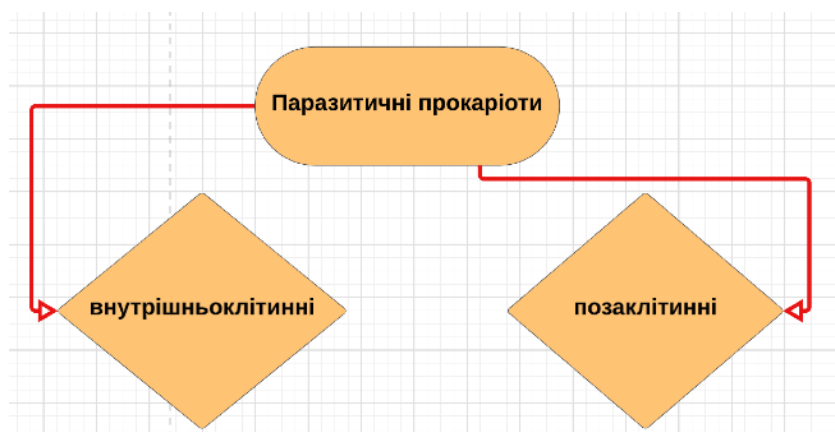 Паразитичні прокаріоти
внутрішньоклітинні
позаклітинні